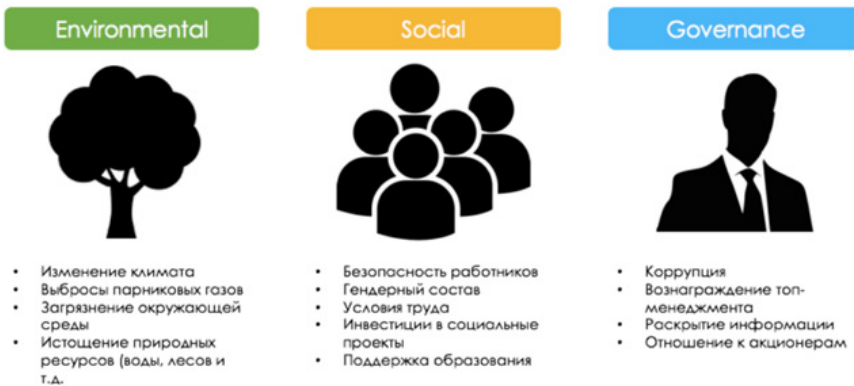 Environmental
• Изменение климата
• Выбросы парниковых газов
• Загрязнение окружающей
среды
• Истощение природных
ресурсов (воды, лесов и
т.д.
Social
• Безопасность работников
• Гендерный состав
• Условия труда
• Инвестиции в социальные
проекты
• Поддержка образования
Governance
• Коррупция
• Вознаграждение топ-
менеджмента
• Раскрытие информации
• Отношение к акционерам